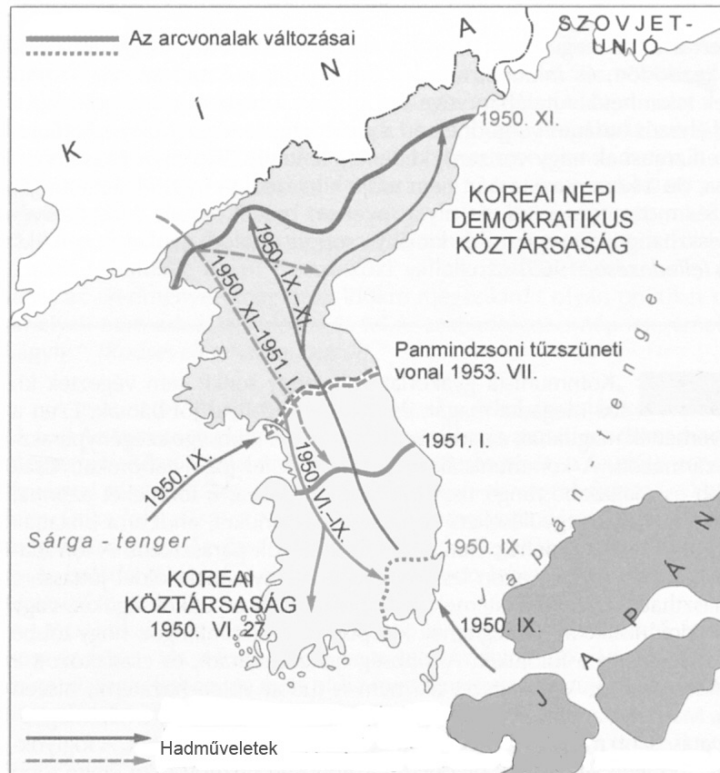 Az arcvonalak változásai
SZOVJET-
UNIÓ
KÍNA
1950. XI.
KOREAI NÉPI
DEMOKRATIKUS
KÖZTÁRSASÁG
1950. IX.-XI.
1950. XI-1951. I.
Panmindzsoni tűzszüneti
vonal 1953. VII.
1951. I.
1950. IX.
1950. VI.-IX.
Sárga - tenger
Japán tenger
1950. IX.
KOREAI
KÖZTÁRSASÁG
1950. VI. 27.
1950. IX.
JAPÁN
Hadműveletek